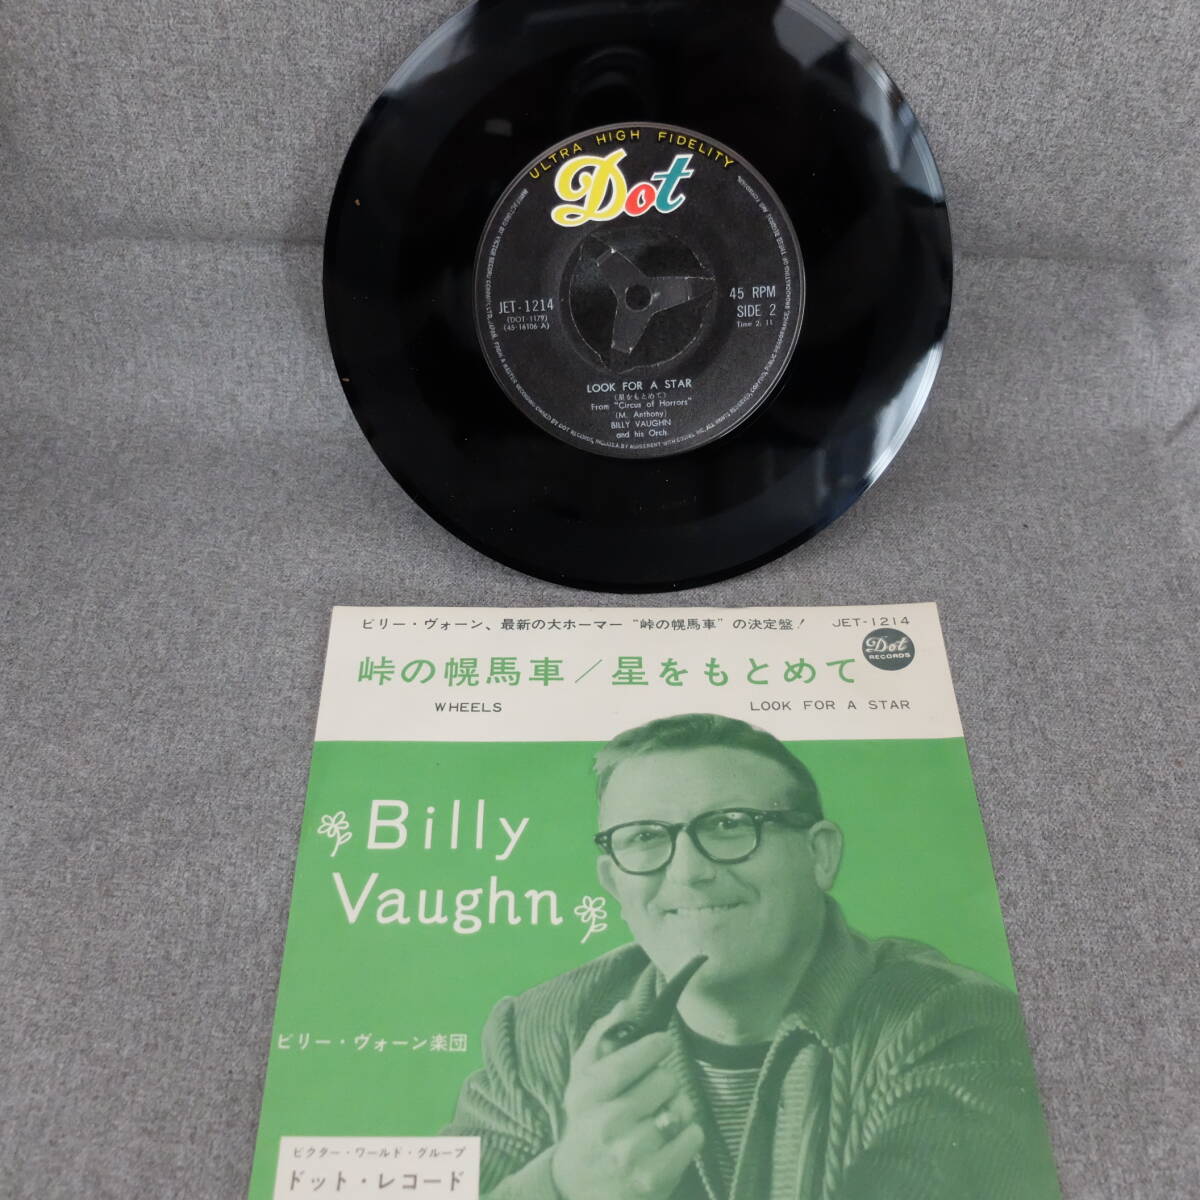 ULTRA HIGH FIDELITY
Dot
JET-1214
(DOT-1179)
(45-16106-A)
45 RPM
SIDE 2
Time 2. 11
LOOK FOR A STAR
(星をもとめて)
From "Circus of Horrors"
(M. Anthony)
BILLY VAUGHN
and his Orch.
ビリー・ヴォーン、最新の大ホーマー “峠の幌馬車” の決定盤! JET-1214
Dot
RECORDS
峠の幌馬車/星をもとめて
WHEELS LOOK FOR A STAR
Billy
Vaughn
ビリー・ヴォーン楽団
ビクター・ワールド・グループ
ドット・レコード